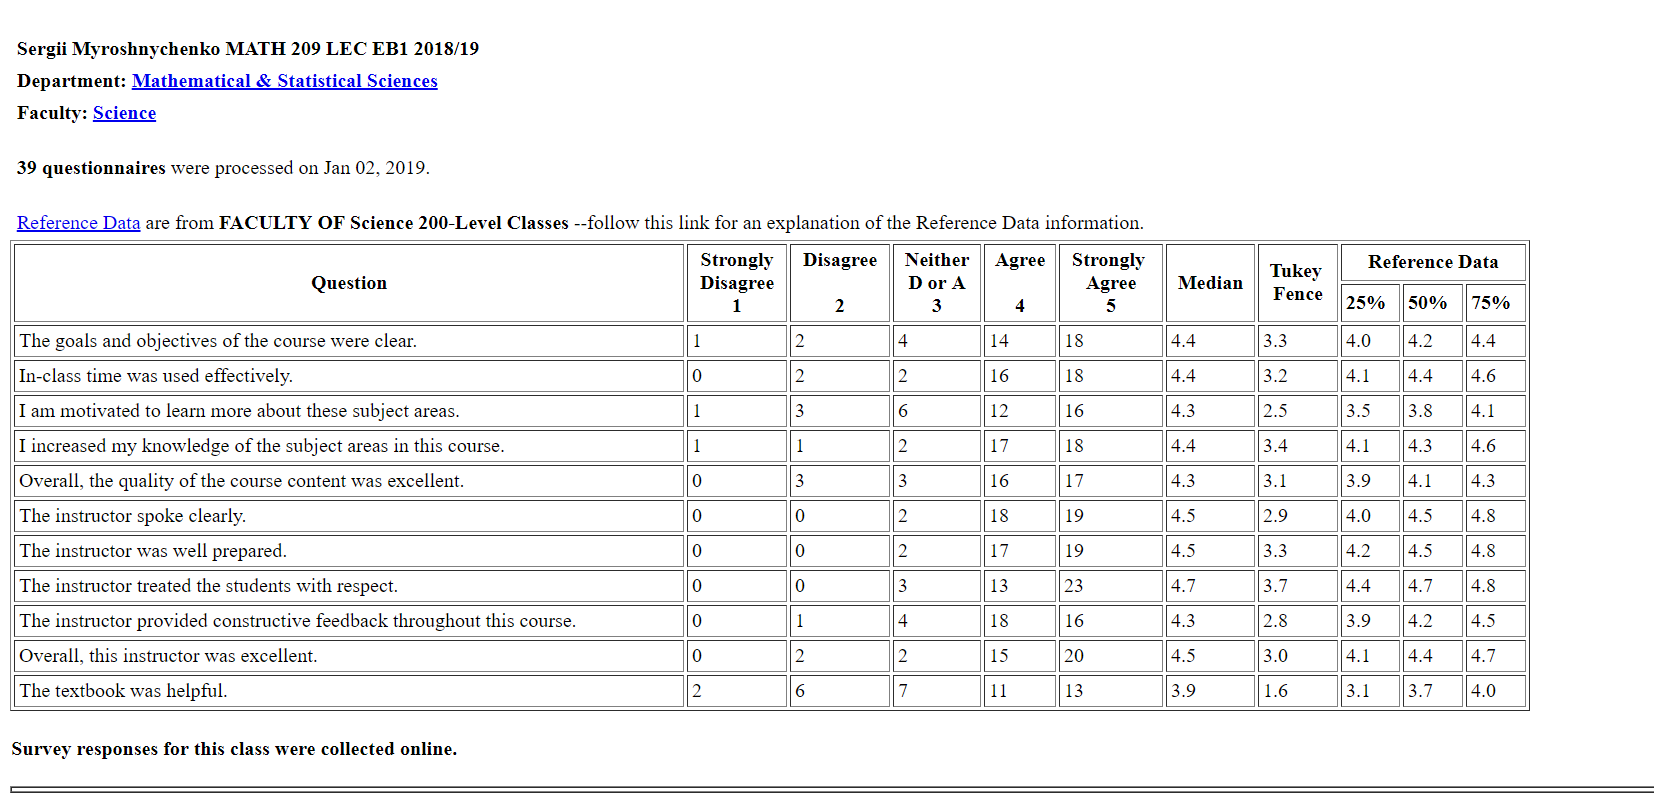 Sergii Myroshnychenko MATH 209 LEC EB1 2018/19
Department: Mathematical & Statistical Sciences
Faculty: Science
39 questionnaires were processed on Jan 02, 2019.
Reference Data are from FACULTY OF Science 200-Level Classes --follow this link for an explanation of the Reference Data information.
Question Strongly Disagree 1 Disagree 2 Neither D or A 3 Agree 4 Strongly Agree 5 Median Tukey Fence Reference Data
25% 50% 75%
The goals and objectives of the course were clear. 1 2 4 14 18 4.4 3.3 4.0 4.2 4.4
In-class time was used effectively. 0 2 2 16 18 4.4 3.2 4.1 4.4 4.6
I am motivated to learn more about these subject areas. 1 3 6 12 16 4.3 2.5 3.5 3.8 4.1
I increased my knowledge of the subject areas in this course. 1 1 2 17 18 4.4 3.4 4.1 4.3 4.6
Overall, the quality of the course content was excellent. 0 3 3 16 17 4.3 3.1 3.9 4.1 4.3
The instructor spoke clearly. 0 0 2 18 19 4.5 2.9 4.0 4.5 4.8
The instructor was well prepared. 0 0 2 17 19 4.5 3.3 4.2 4.5 4.8
The instructor treated the students with respect. 0 0 3 13 23 4.7 3.7 4.4 4.7 4.8
The instructor provided constructive feedback throughout this course. 0 1 4 18 16 4.3 2.8 3.9 4.2 4.5
Overall, this instructor was excellent. 0 2 2 15 20 4.5 3.0 4.1 4.4 4.7
The textbook was helpful. 2 6 7 11 13 3.9 1.6 3.1 3.7 4.0
Survey responses for this class were collected online.